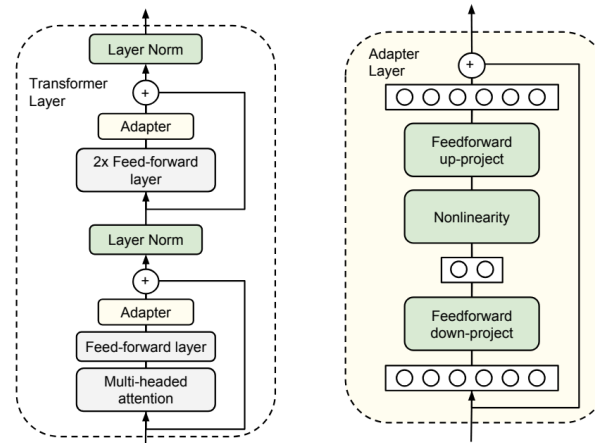 Layer Norm
Transformer
Layer
+
Adapter
2x Feed-forward
layer
Layer Norm
+
Adapter
Feed-forward layer
Multi-headed
attention
Adapter
Layer
+
Feedforward
up-project
Nonlinearity
Feedforward
down-project